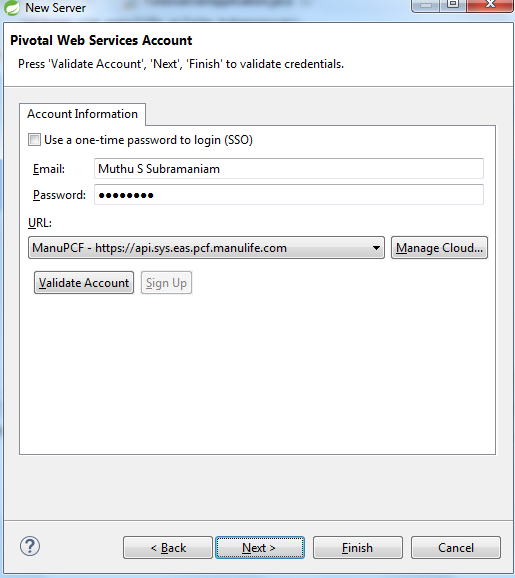 New Server
Pivotal Web Services Account
Press 'Validate Account', 'Next', 'Finish' to validate credentials.
Account Information
Use a one-time password to login (SSO)
Email: Muthu S Subramaniam
Password: ●●●●●●●●
URL:
ManuPCF - https://api.sys.eas.pcf.manulife.com Manage Cloud...
Validate Account Sign Up
? < Back Next > Finish Cancel